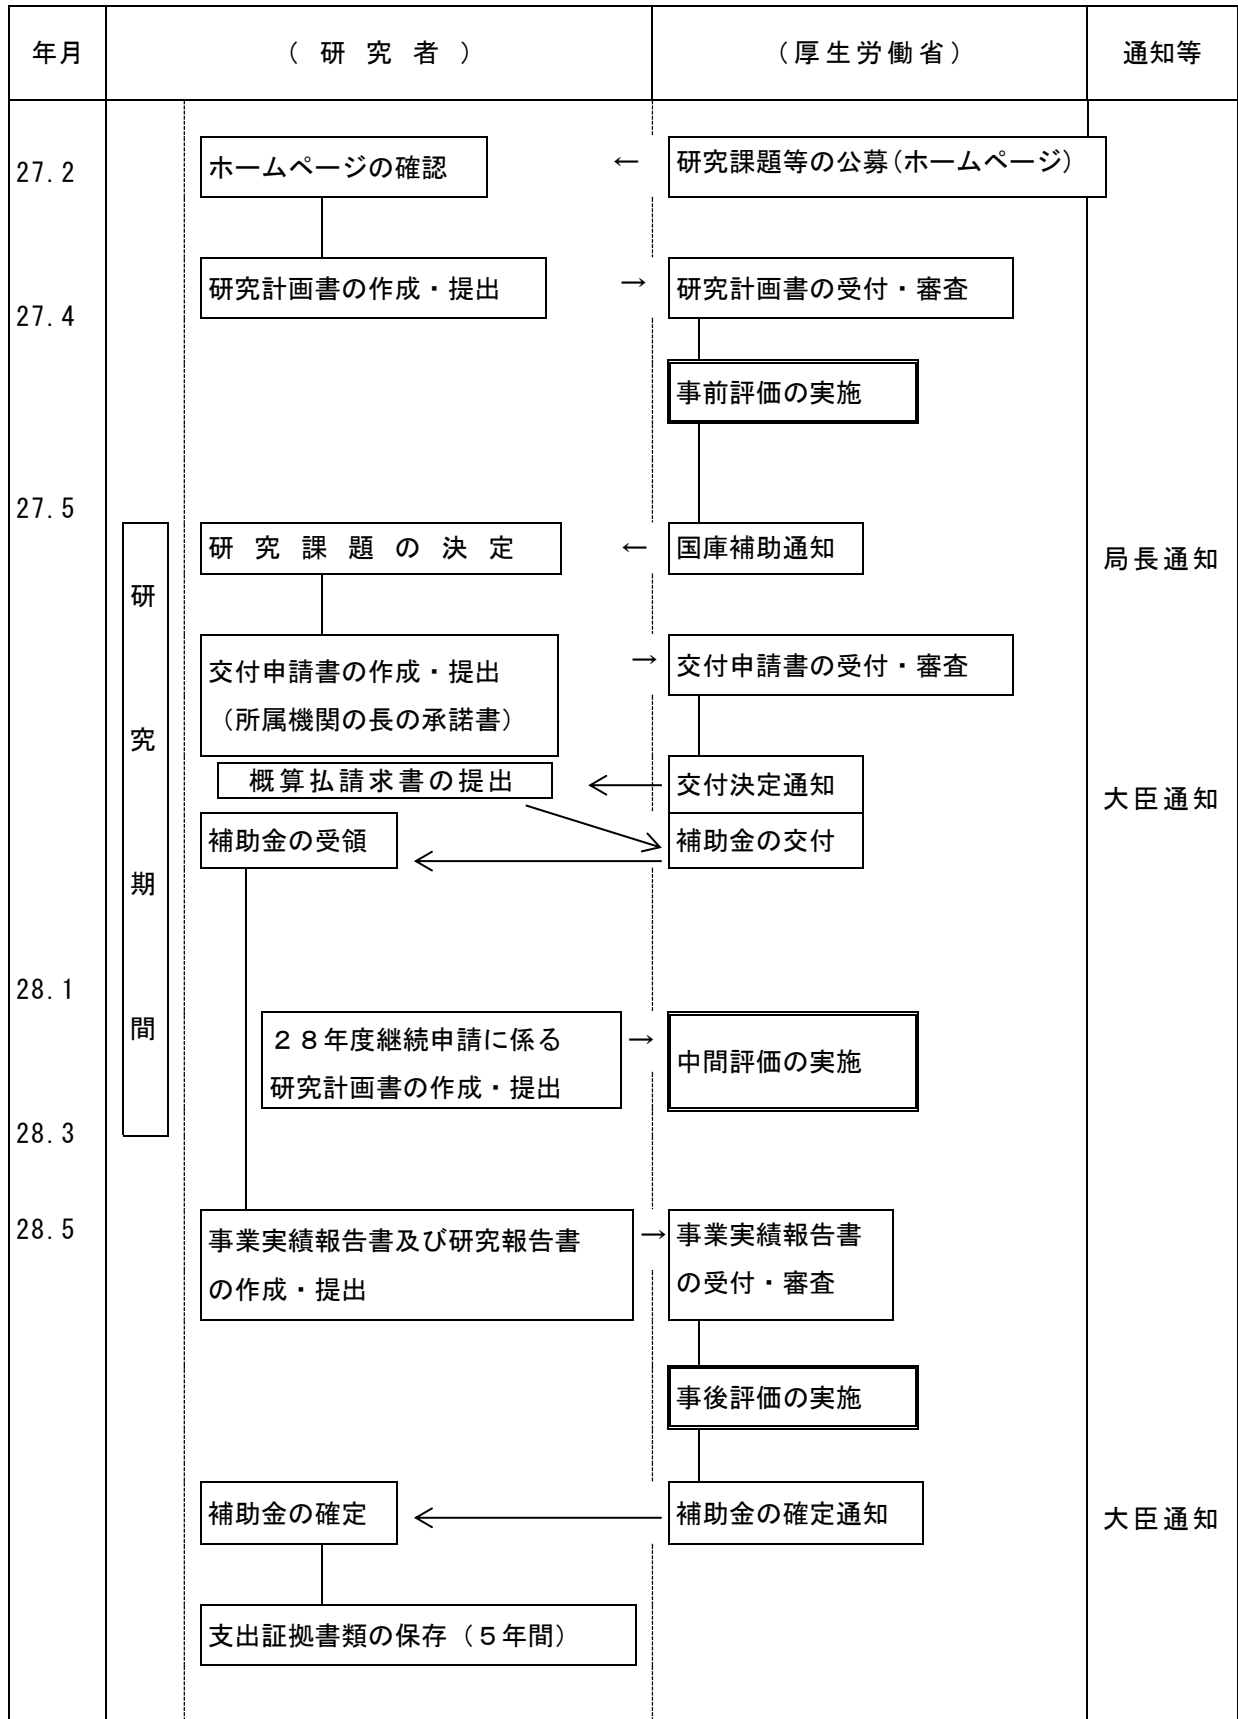 年月 （研究者） （厚生労働省） 通知等
27.2 ホームページの確認 ← 研究課題等の公募（ホームページ）
研究計画書の作成・提出 → 研究計画書の受付・審査
27.4
事前評価の実施
27.5
研究課題の決定 ← 国庫補助通知 局長通知
研究期間
交付申請書の作成・提出 → 交付申請書の受付・審査
（所属機関の長の承諾書）
概算払請求書の提出 交付決定通知 大臣通知
補助金の受領 補助金の交付
28.1
２８年度継続申請に係る →
研究計画書の作成・提出 中間評価の実施
28.3
28.5 事業実績報告書及び研究報告書 → 事業実績報告書
の作成・提出 の受付・審査
事後評価の実施
補助金の確定 補助金の確定通知 大臣通知
支出証拠書類の保存（５年間）